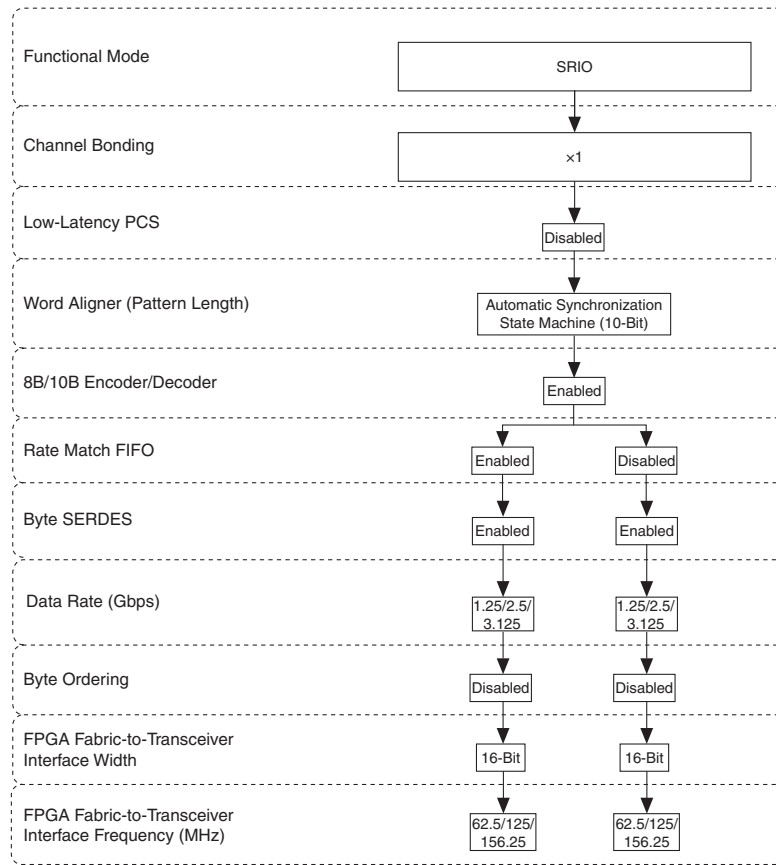 Functional Mode
SRIO
Channel Bonding
×1
Low-Latency PCS
Disabled
Word Aligner (Pattern Length)
Automatic Synchronization
State Machine (10-Bit)
8B/10B Encoder/Decoder
Enabled
Rate Match FIFO
Enabled
Disabled
Byte SERDES
Enabled
Enabled
Data Rate (Gbps)
1.25/2.5/
3.125
1.25/2.5/
3.125
Byte Ordering
Disabled
Disabled
FPGA Fabric-to-Transceiver
Interface Width
16-Bit
16-Bit
FPGA Fabric-to-Transceiver
Interface Frequency (MHz)
62.5/125/
156.25
62.5/125/
156.25